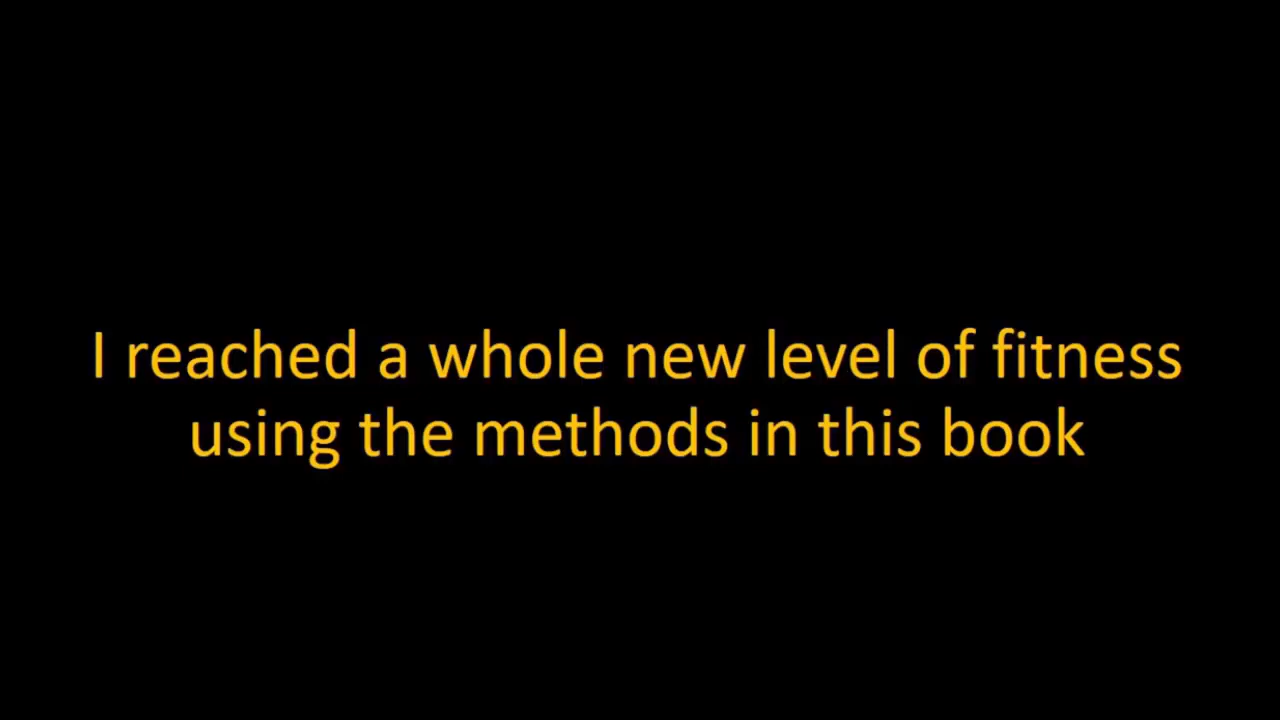 I reached a whole new level of fitness
using the methods in this book